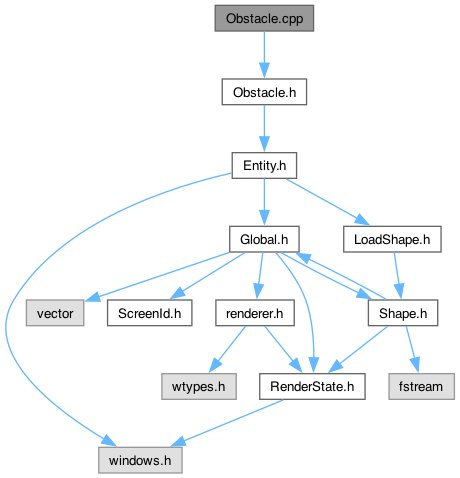 Obstacle.cpp
Obstacle.h
Entity.h
Global.h
LoadShape.h
vector
ScreenId.h
renderer.h
Shape.h
wtypes.h
RenderState.h
fstream
windows.h